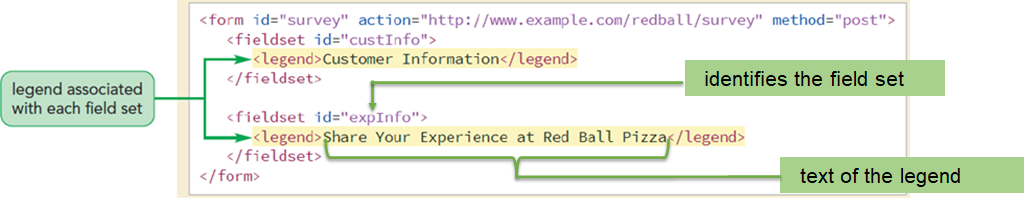 <form id="survey" action="http://www.example.com/redball/survey" method="post">
<fieldset id="custInfo">
<legend>Customer Information</legend>
</fieldset>
<fieldset id="expInfo">
<legend>Share Your Experience at Red Ball Pizza</legend>
</fieldset>
</form>
legend associated
with each field set
identifies the field set
text of the legend